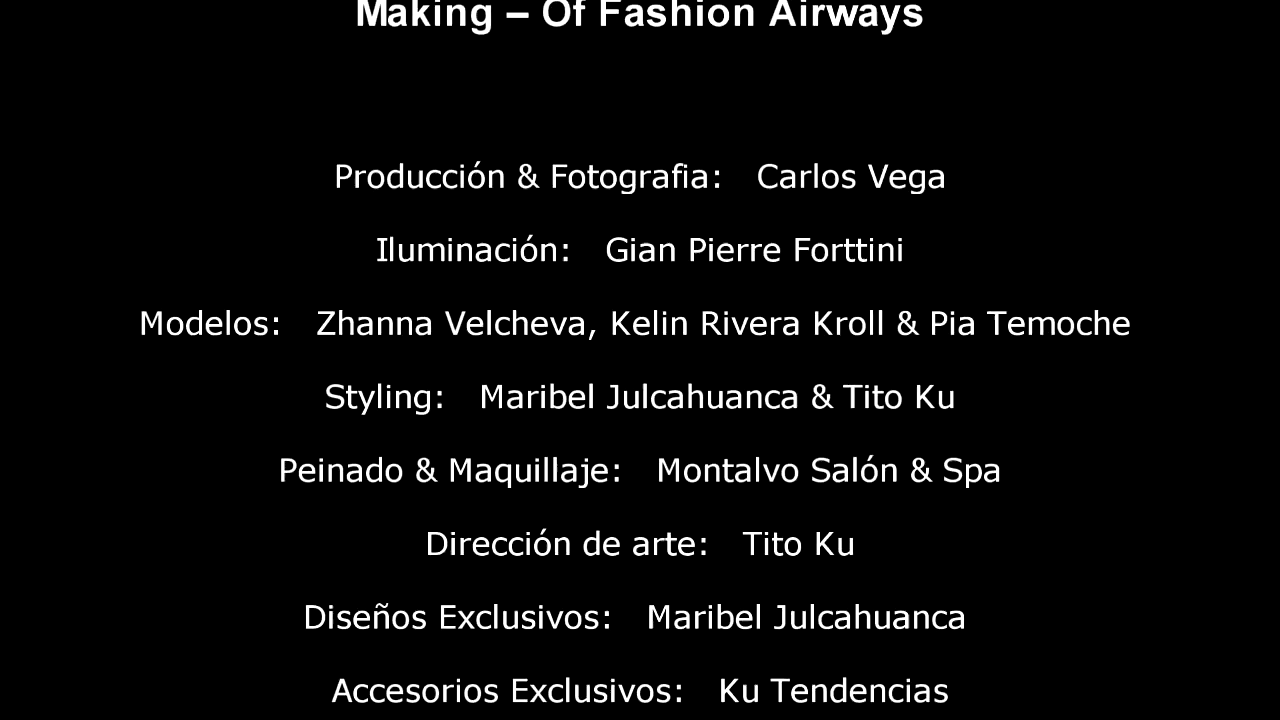 Making – Of Fashion Airways
Producción & Fotografia: Carlos Vega
Iluminación: Gian Pierre Forttini
Modelos: Zhanna Velcheva, Kelin Rivera Kroll & Pia Temoche
Styling: Maribel Julcahuanca & Tito Ku
Peinado & Maquillaje: Montalvo Salón & Spa
Dirección de arte: Tito Ku
Diseños Exclusivos: Maribel Julcahuanca
Accesorios Exclusivos: Ku Tendencias